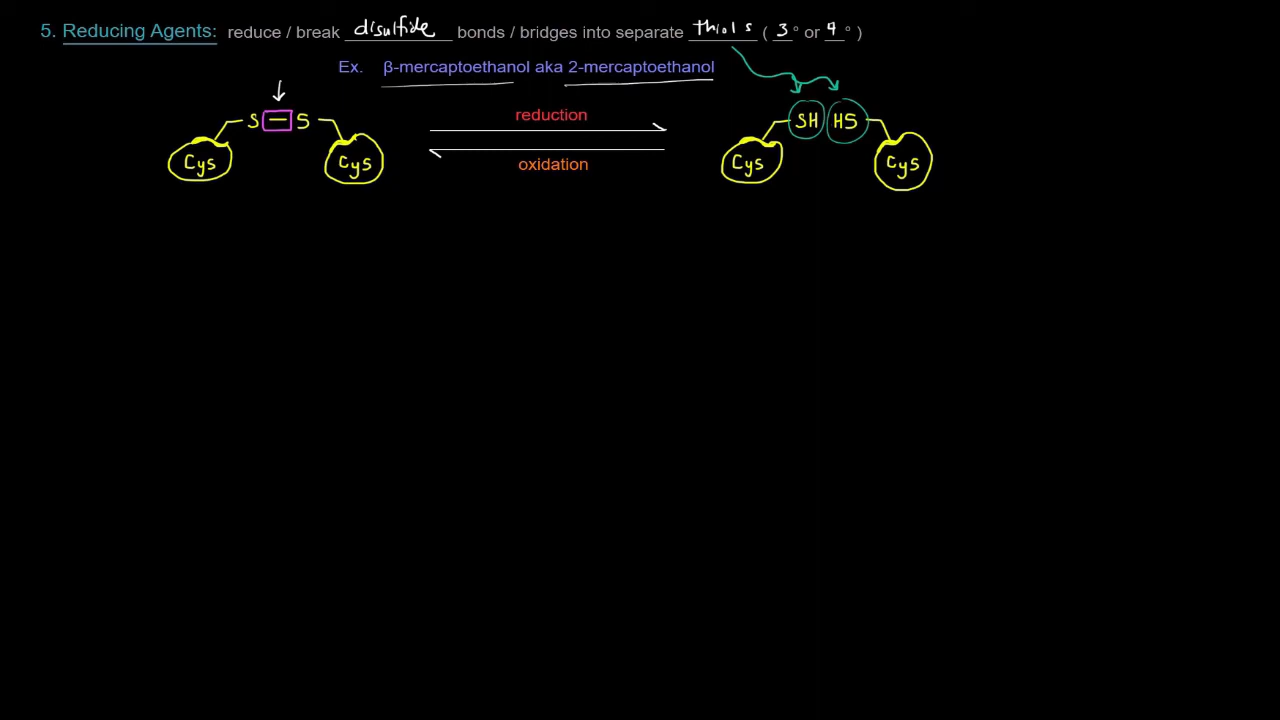 5. Reducing Agents: reduce / break disulfide bonds / bridges into separate thiols ( 3° or 4° )
Ex. β-mercaptoethanol aka 2-mercaptoethanol
S — S reduction SH HS
Cys Cys oxidation Cys Cys